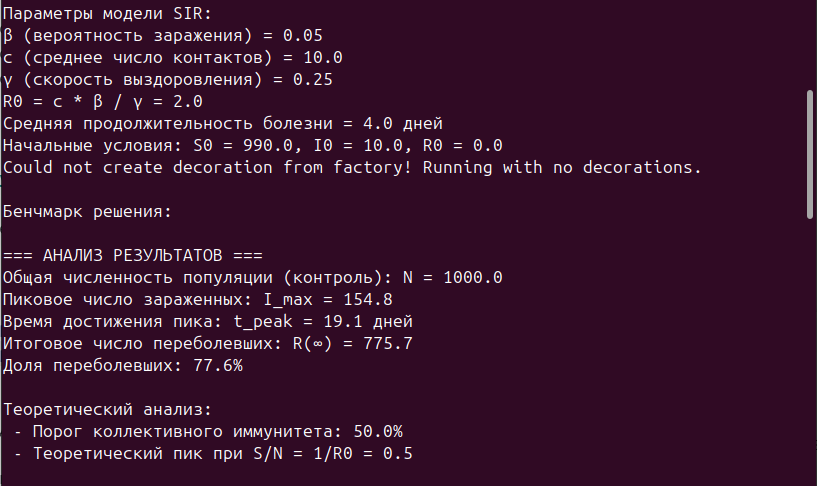 Параметры модели SIR:
β (вероятность заражения) = 0.05
c (среднее число контактов) = 10.0
γ (скорость выздоровления) = 0.25
R0 = c * β / γ = 2.0
Средняя продолжительность болезни = 4.0 дней
Начальные условия: S0 = 990.0, I0 = 10.0, R0 = 0.0
Could not create decoration from factory! Running with no decorations.
Бенчмарк решения:
=== АНАЛИЗ РЕЗУЛЬТАТОВ ===
Общая численность популяции (контроль): N = 1000.0
Пиковое число зараженных: I_max = 154.8
Время достижения пика: t_peak = 19.1 дней
Итоговое число переболевших: R(∞) = 775.7
Доля переболевших: 77.6%
Теоретический анализ:
- Порог коллективного иммунитета: 50.0%
- Теоретический пик при S/N = 1/R0 = 0.5